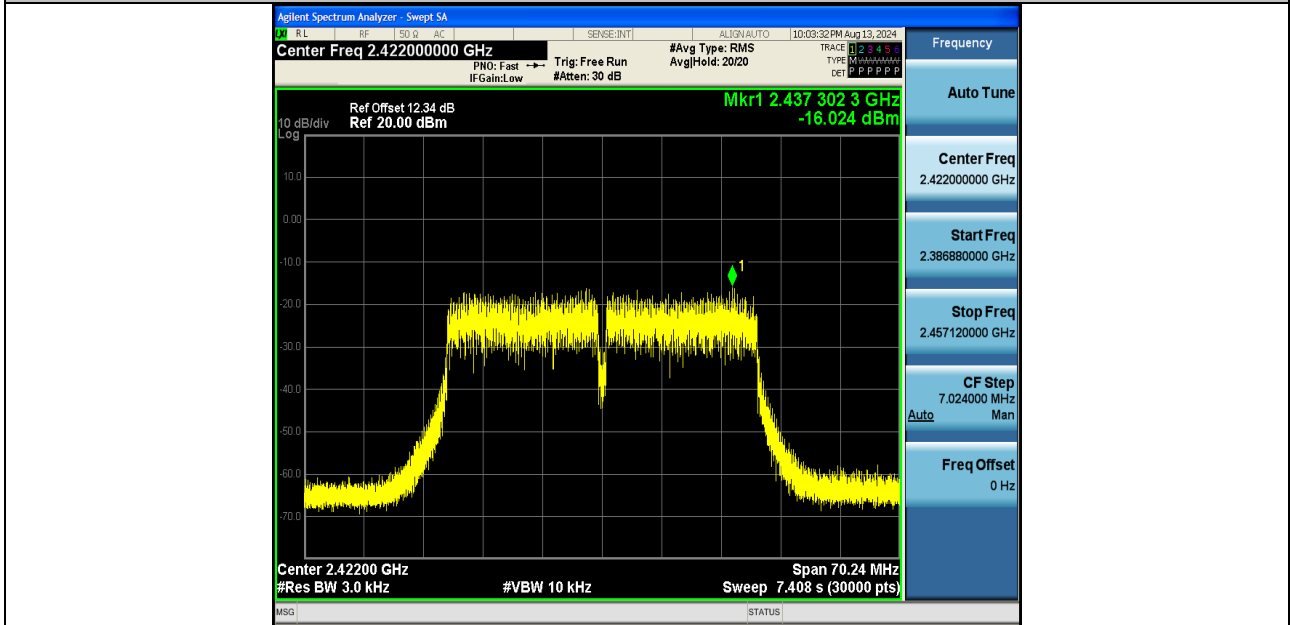 Agilent Spectrum Analyzer - Swept SA
RL RF 50 Ω AC SENSE:INT ALIGN AUTO 10:03:32 PM Aug 13, 2024
Center Freq 2.422000000 GHz
PNO: Fast
IFGain:Low
Trig: Free Run
#Atten: 30 dB
#Avg Type: RMS
Avg|Hold: 20/20
TRACE 1 2 3 4 5 6
TYPE M
DET P P P P P P
Ref Offset 12.34 dB
10 dB/div Ref 20.00 dBm
Log
Mkr1 2.437 302 3 GHz
-16.024 dBm
10.0
0.00
-10.0
-20.0
-30.0
-40.0
-50.0
-60.0
-70.0
1
Center 2.42200 GHz Span 70.24 MHz
#Res BW 3.0 kHz #VBW 10 kHz Sweep 7.408 s (30000 pts)
MSG STATUS
Frequency
Auto Tune
Center Freq
2.422000000 GHz
Start Freq
2.386880000 GHz
Stop Freq
2.457120000 GHz
CF Step
7.024000 MHz
Auto Man
Freq Offset
0 Hz